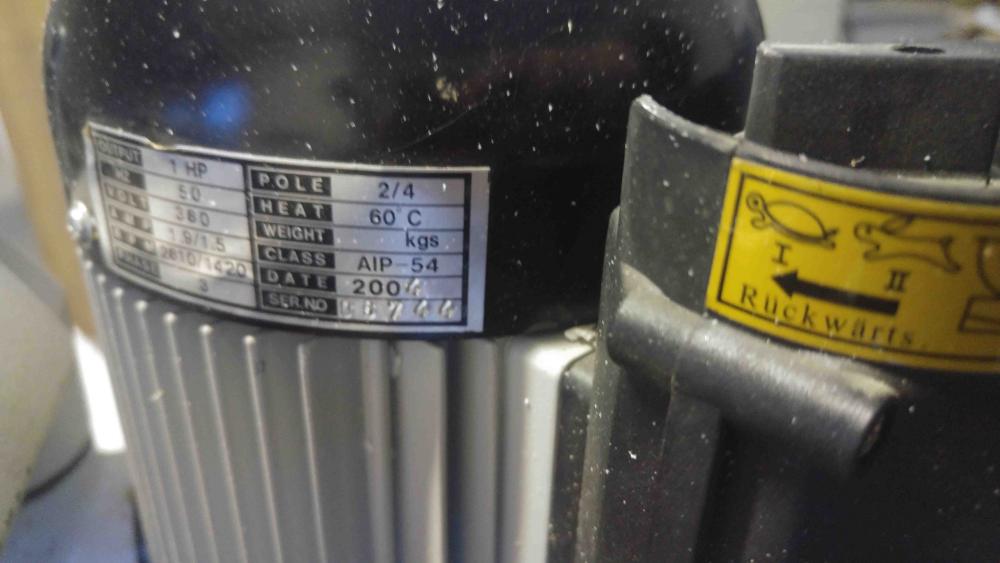 OUTPUT 1 HP
HZ 50
VOLT 380
AMP 1.9/1.5
RPM 2810/1420
PHASE 3
POLE 2/4
HEAT 60°C
WEIGHT kgs
CLASS AIP-54
DATE 2004
SER.NO
I
II
Rückwärts